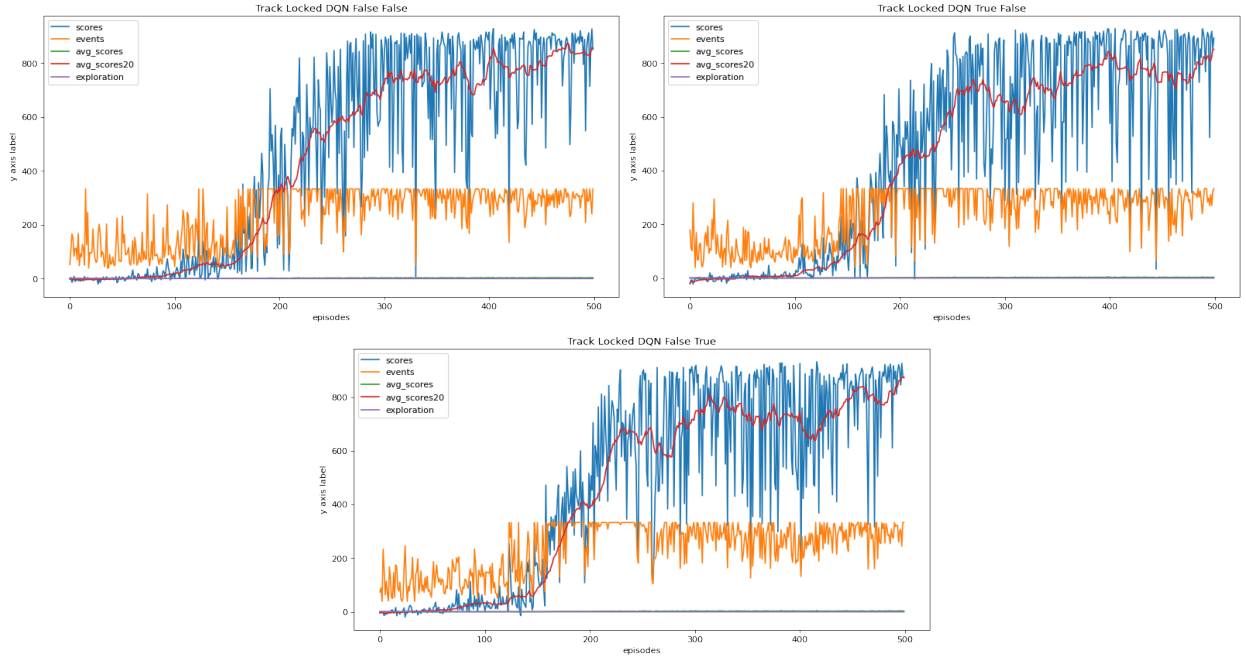 Track Locked DQN False False
scores
events
avg_scores
avg_scores20
exploration
800
600
400
200
0
y axis label
0 100 200 300 400 500
episodes
Track Locked DQN True False
scores
events
avg_scores
avg_scores20
exploration
800
600
400
200
0
y axis label
0 100 200 300 400 500
episodes
Track Locked DQN False True
scores
events
avg_scores
avg_scores20
exploration
800
600
400
200
0
y axis label
0 100 200 300 400 500
episodes